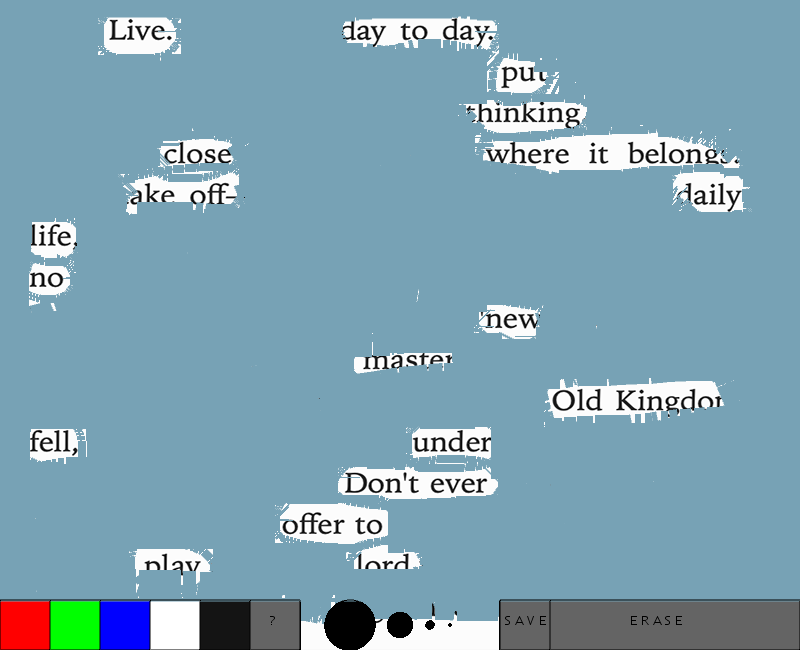 Live. day to day.
put
thinking
close where it belongs.
ake off- daily
life,
no
new
master
Old Kingdom
fell, under
Don't ever
offer to
play lord
? SAVE ERASE